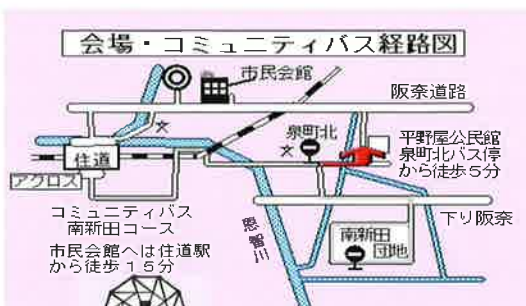 会場・コミュニティバス経路図
市民会館
阪奈道路
文
泉町北
文
平野屋公民館
泉町北バス停
から徒歩５分
住道
アクロス
コミュニティバス
南新田コース
恩智川
下り阪奈
市民会館へは住道駅
から徒歩１５分
南新田
団地